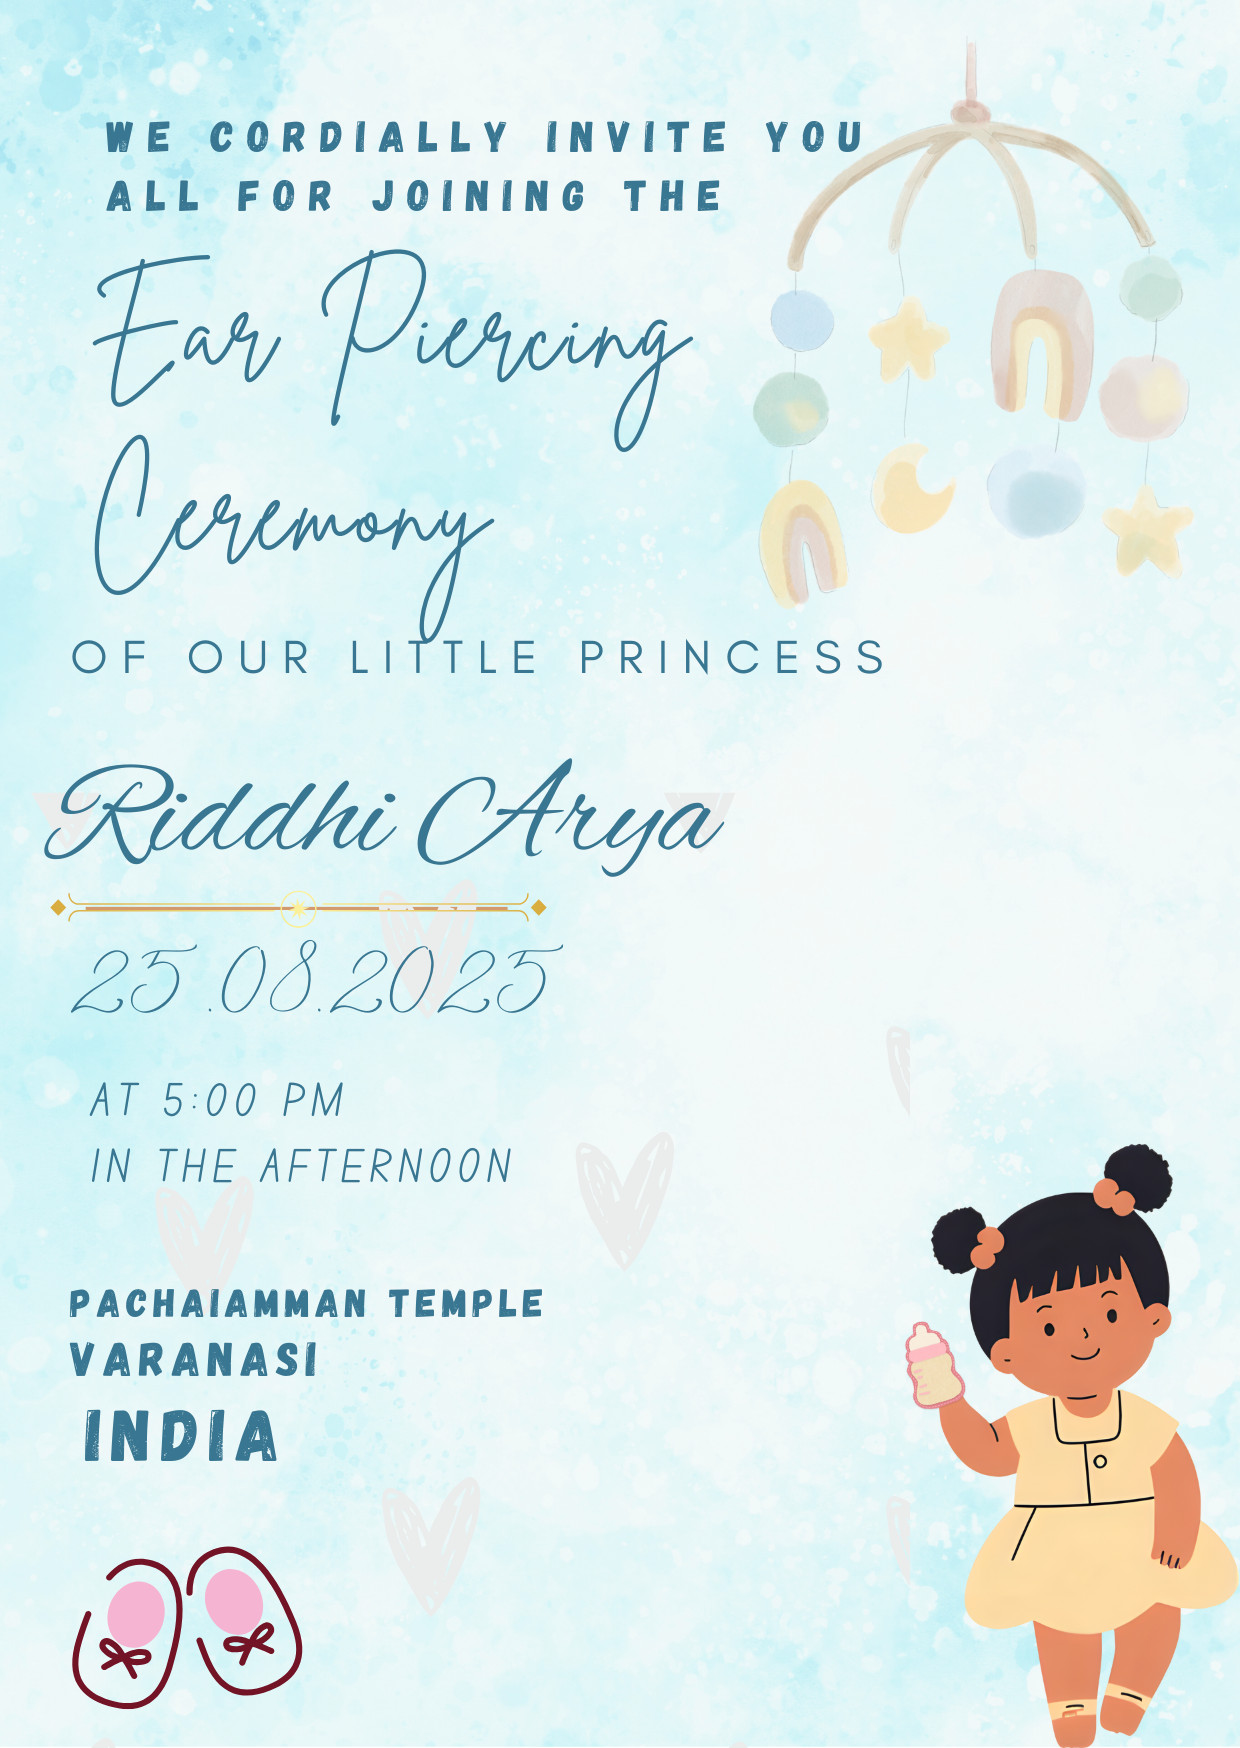 WE CORDIALLY INVITE YOU
ALL FOR JOINING THE
Ear Piercing
Ceremony
OF OUR LITTLE PRINCESS
Riddhi Arya
25.08.2025
AT 5:00 PM
IN THE AFTERNOON
PACHAIAMMAN TEMPLE
VARANASI
INDIA